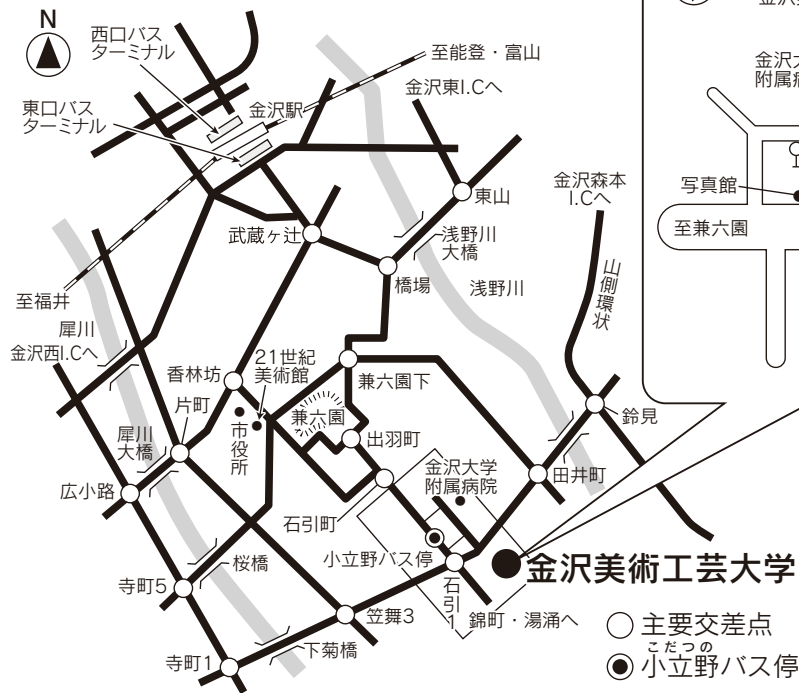 N
西口バス
ターミナル
至能登・富山
金沢東I.Cへ
東口バス
ターミナル
金沢駅
金沢大
附属病
写真館
至兼六園
金沢森本
I.Cへ
東山
武蔵ヶ辻
浅野川
大橋
橋場
浅野川
山側環状
至福井
犀川
金沢西I.Cへ
21世紀
美術館
香林坊
兼六園下
片町
兼六園
鈴見
市役所
出羽町
犀川
大橋
金沢大学
附属病院
田井町
広小路
石引町
小立野バス停
桜橋
金沢美術工芸大学
寺町5
石引1
笠舞3
錦町・湯涌へ
下菊橋
寺町1
主要交差点
こだつの
小立野バス停